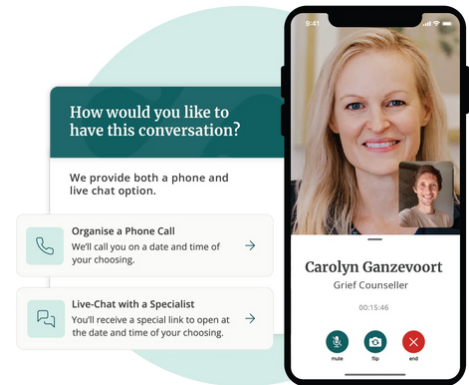 How would you like to
have this conversation?
We provide both a phone and
live chat option.
Organise a Phone Call
We'll call you on a date and time of
your choosing.
Live-Chat with a Specialist
You'll receive a special link to open at
the date and time of your choosing.
9:41
Carolyn Ganzevoort
Grief Counseller
00:15:46
mute
flip
end